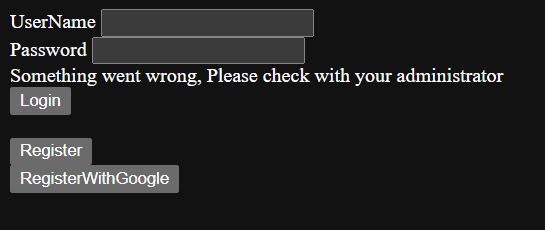 UserName
Password
Something went wrong, Please check with your administrator
Login
Register
RegisterWithGoogle